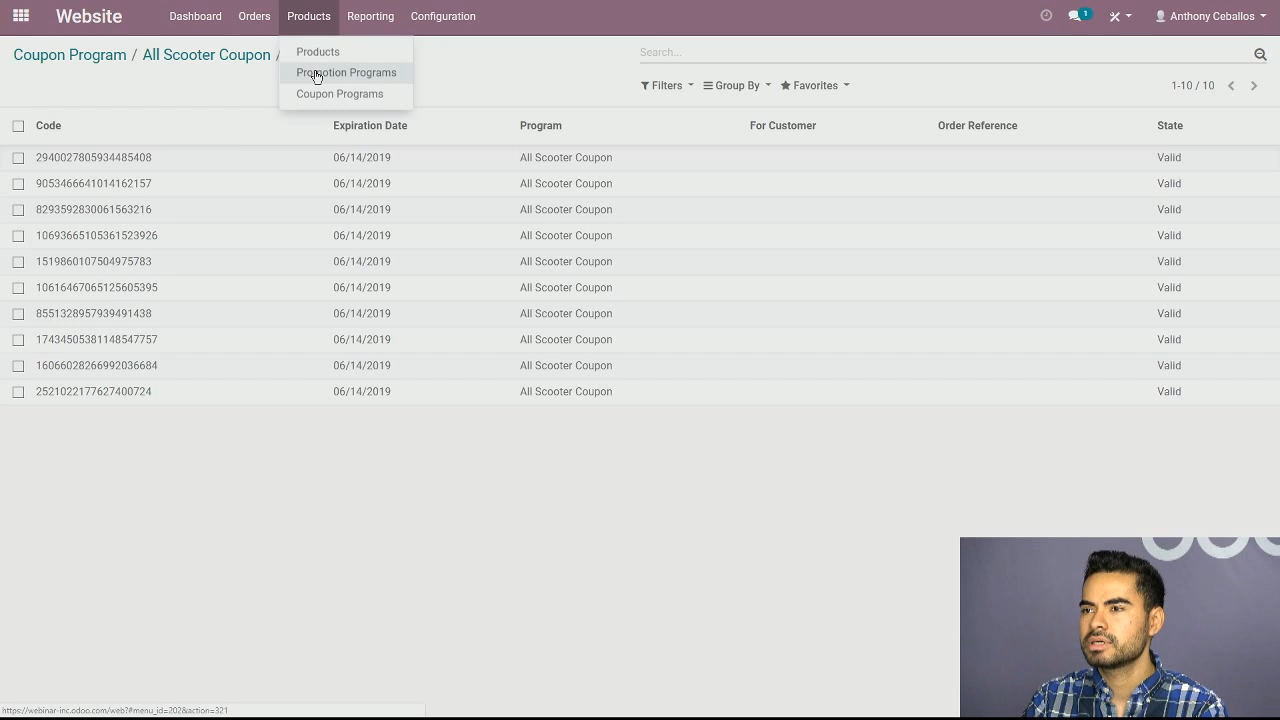 Website Dashboard Orders Products Reporting Configuration 1 Anthony Ceballos
Coupon Program / All Scooter Coupon /
Products
Promotion Programs
Coupon Programs
Search...
Filters Group By Favorites 1-10 / 10
Code Expiration Date Program For Customer Order Reference State
2940027805934485408 06/14/2019 All Scooter Coupon Valid
9053466641014162157 06/14/2019 All Scooter Coupon Valid
8293592830061563216 06/14/2019 All Scooter Coupon Valid
10693665105361523926 06/14/2019 All Scooter Coupon Valid
1519860107504975783 06/14/2019 All Scooter Coupon Valid
10616467065125605395 06/14/2019 All Scooter Coupon Valid
8551328957939491438 06/14/2019 All Scooter Coupon Valid
17434505381148547757 06/14/2019 All Scooter Coupon Valid
16066028266992036684 06/14/2019 All Scooter Coupon Valid
2521022177627400724 06/14/2019 All Scooter Coupon Valid
https://webinar-inc.odoo.com/web?#menu_id=202&action=321